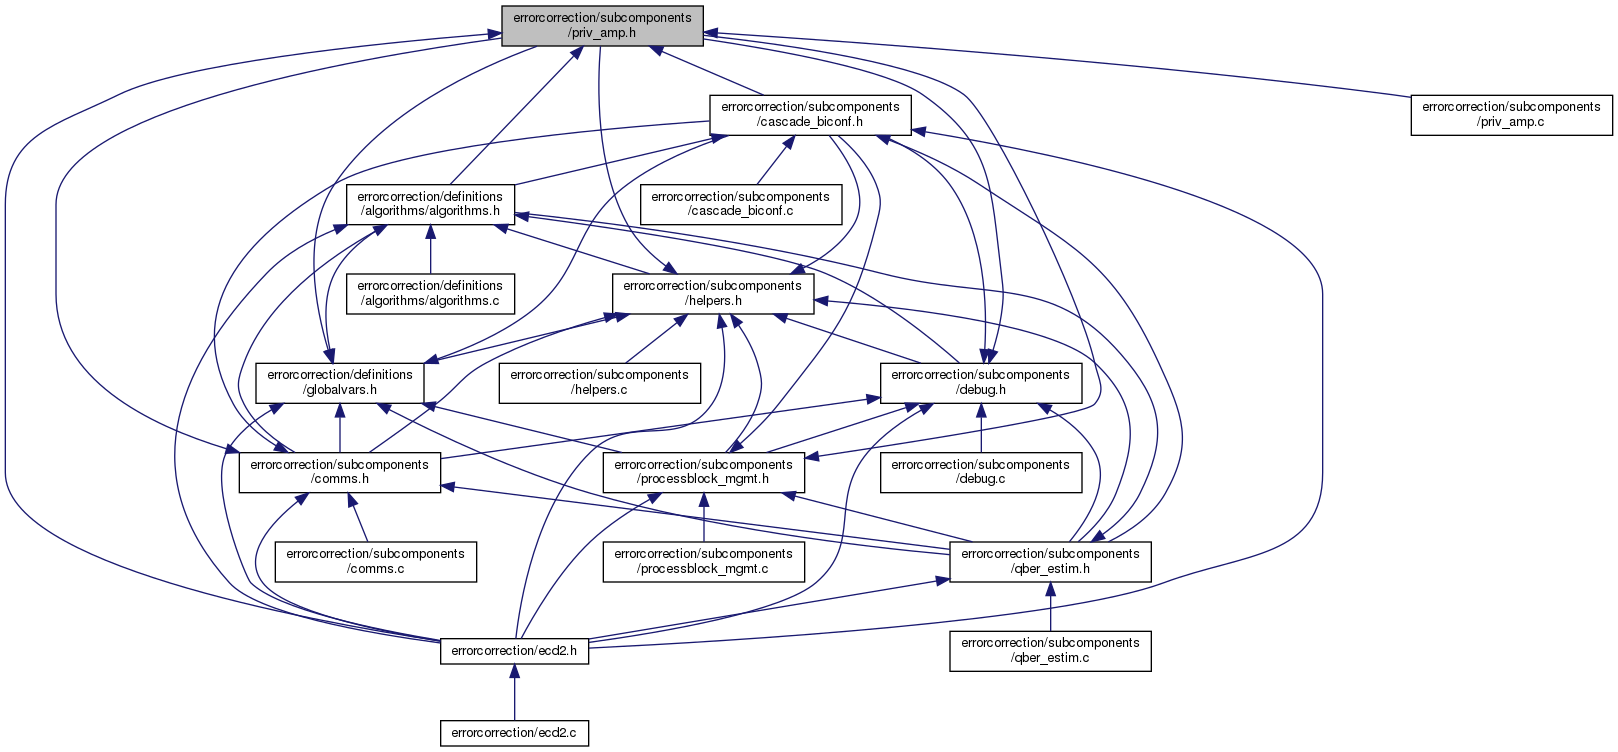 errorcorrection/subcomponents
/priv_amp.h
errorcorrection/subcomponents
/cascade_biconf.h
errorcorrection/subcomponents
/priv_amp.c
errorcorrection/definitions
/algorithms/algorithms.h
errorcorrection/subcomponents
/cascade_biconf.c
errorcorrection/definitions
/algorithms/algorithms.c
errorcorrection/subcomponents
/helpers.h
errorcorrection/definitions
/globalvars.h
errorcorrection/subcomponents
/helpers.c
errorcorrection/subcomponents
/debug.h
errorcorrection/subcomponents
/comms.h
errorcorrection/subcomponents
/processblock_mgmt.h
errorcorrection/subcomponents
/debug.c
errorcorrection/subcomponents
/comms.c
errorcorrection/subcomponents
/processblock_mgmt.c
errorcorrection/subcomponents
/qber_estim.h
errorcorrection/ecd2.h
errorcorrection/subcomponents
/qber_estim.c
errorcorrection/ecd2.c